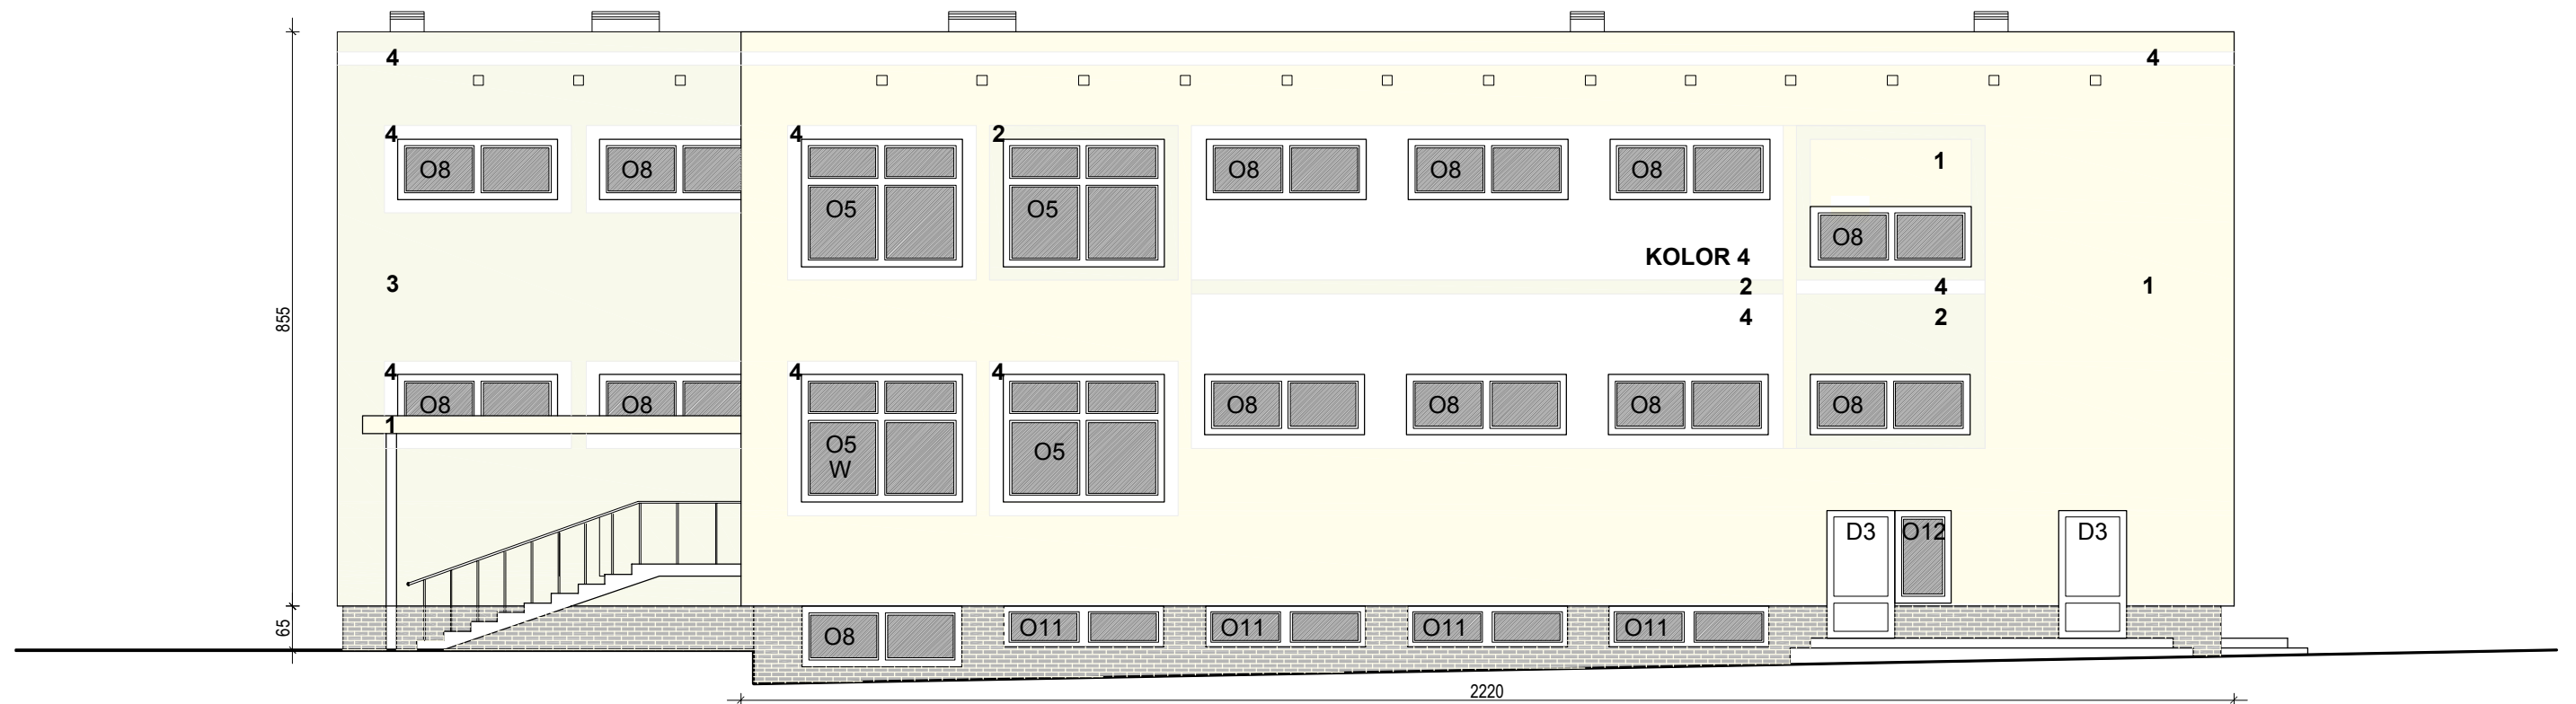 4 4
4 4 2 1
O8 O8 O8 O8 O8
O5 O5
O8
KOLOR 4
3 2 4 1
855
4 2
4 4 4
O8 O8 O8 O8 O8 O8
1
O5
W
O5
D3 O12 D3
65
O8 O11 O11 O11 O11
2220